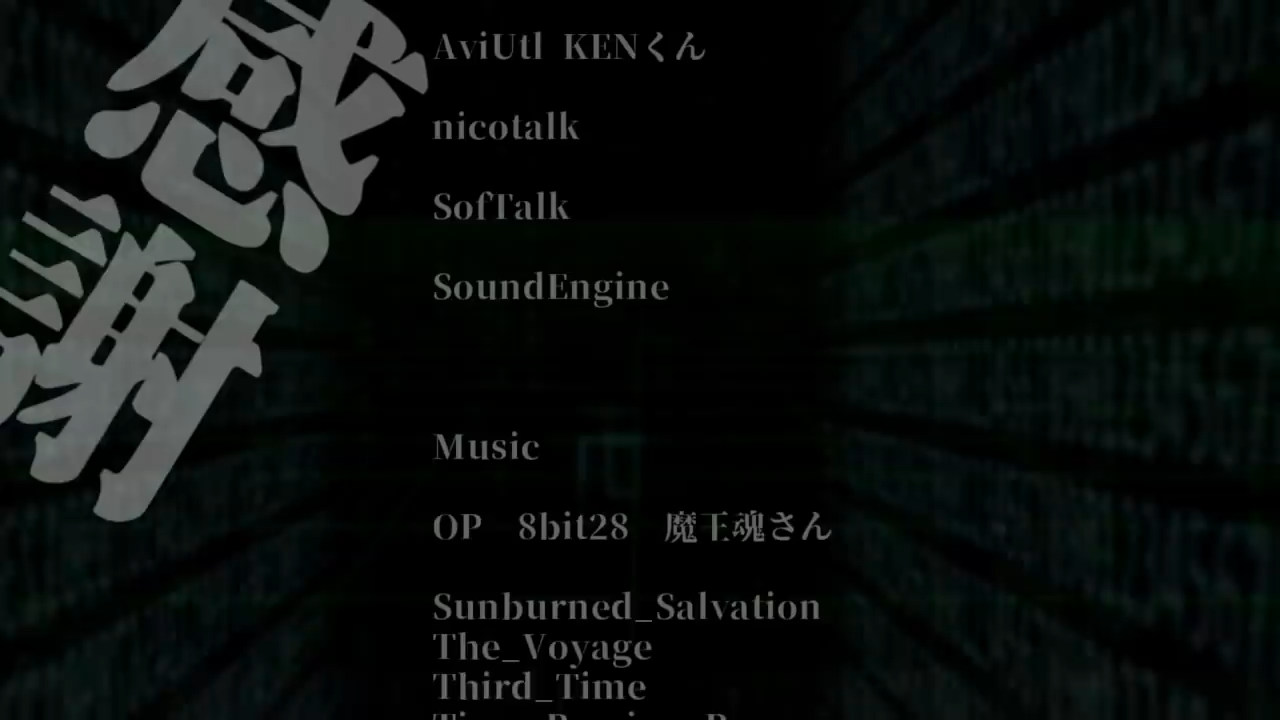 感謝
AviUtl KENくん
nicotalk
SofTalk
SoundEngine
Music
OP 8bit28 魔王魂さん
Sunburned_Salvation
The_Voyage
Third_Time